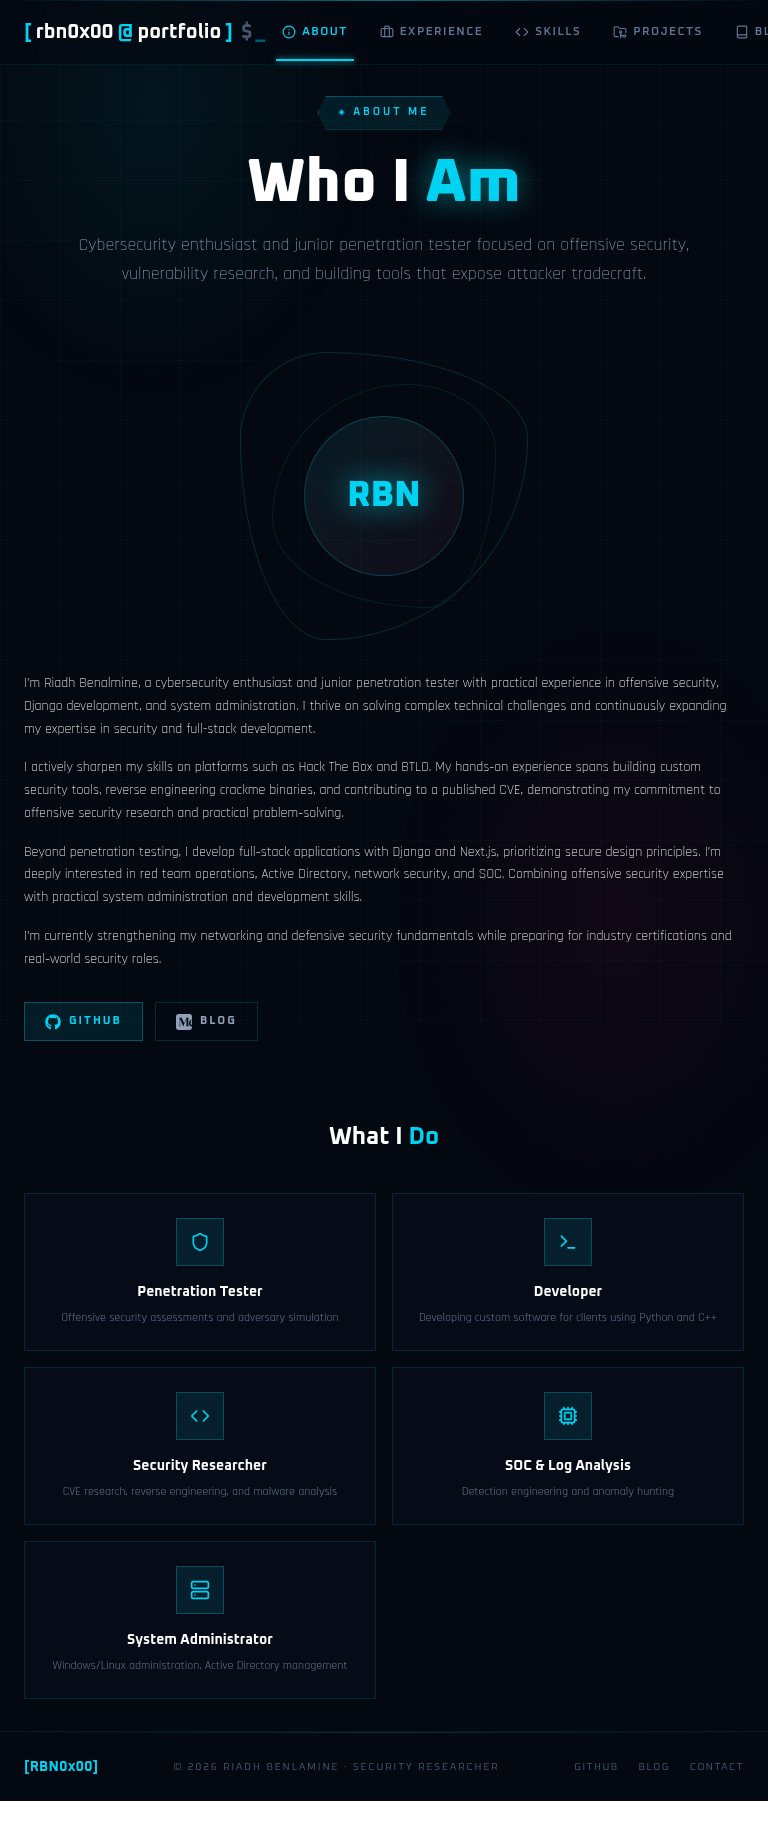 [ rbn0x00 @ portfolio ] $_ ABOUT EXPERIENCE SKILLS PROJECTS BL
◈ ABOUT ME
Who I Am
Cybersecurity enthusiast and junior penetration tester focused on offensive security,
vulnerability research, and building tools that expose attacker tradecraft.
RBN
I'm Riadh Benalmine, a cybersecurity enthusiast and junior penetration tester with practical experience in offensive security,
Django development, and system administration. I thrive on solving complex technical challenges and continuously expanding
my expertise in security and full-stack development.
I actively sharpen my skills on platforms such as Hack The Box and BTLO. My hands-on experience spans building custom
security tools, reverse engineering crackme binaries, and contributing to a published CVE, demonstrating my commitment to
offensive security research and practical problem-solving.
Beyond penetration testing, I develop full-stack applications with Django and Next.js, prioritizing secure design principles. I'm
deeply interested in red team operations, Active Directory, network security, and SOC. Combining offensive security expertise
with practical system administration and development skills.
I'm currently strengthening my networking and defensive security fundamentals while preparing for industry certifications and
real-world security roles.
GITHUB BLOG
What I Do
Penetration Tester
Offensive security assessments and adversary simulation
Developer
Developing custom software for clients using Python and C++
Security Researcher
CVE research, reverse engineering, and malware analysis
SOC & Log Analysis
Detection engineering and anomaly hunting
System Administrator
Windows/Linux administration, Active Directory management
[RBN0x00] © 2026 RIADH BENLAMINE · SECURITY RESEARCHER GITHUB BLOG CONTACT